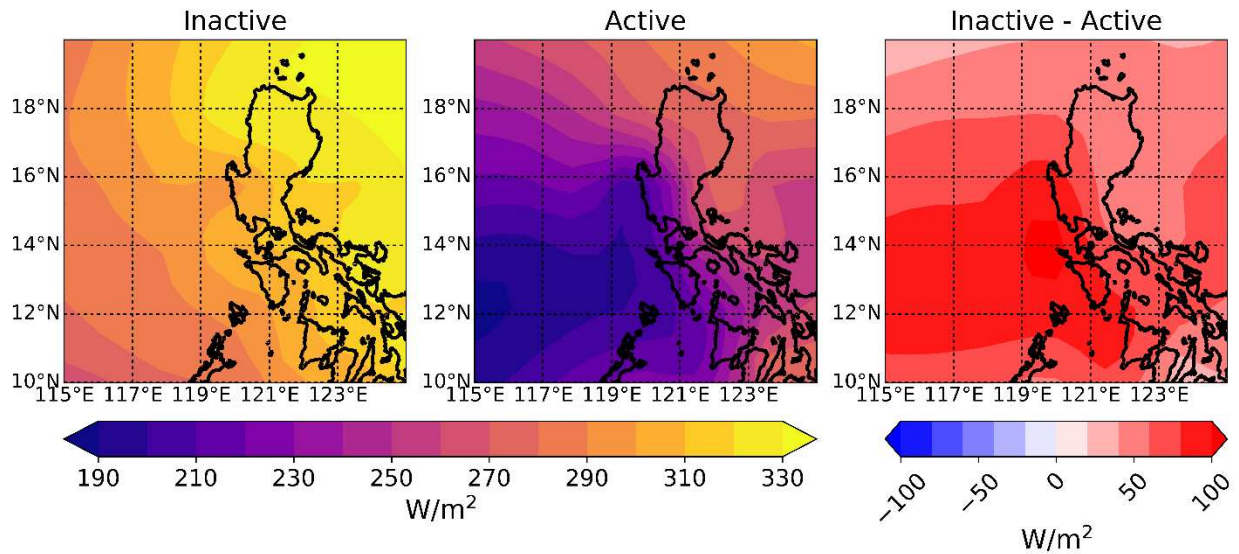 Inactive
Active
Inactive - Active
18°N
16°N
14°N
12°N
10°N
115°E 117°E 119°E 121°E 123°E
18°N
16°N
14°N
12°N
10°N
115°E 117°E 119°E 121°E 123°E
18°N
16°N
14°N
12°N
10°N
115°E 117°E 119°E 121°E 123°E
190 210 230 250 270 290 310 330
W/m²
−100 −50 0 50 100
W/m²